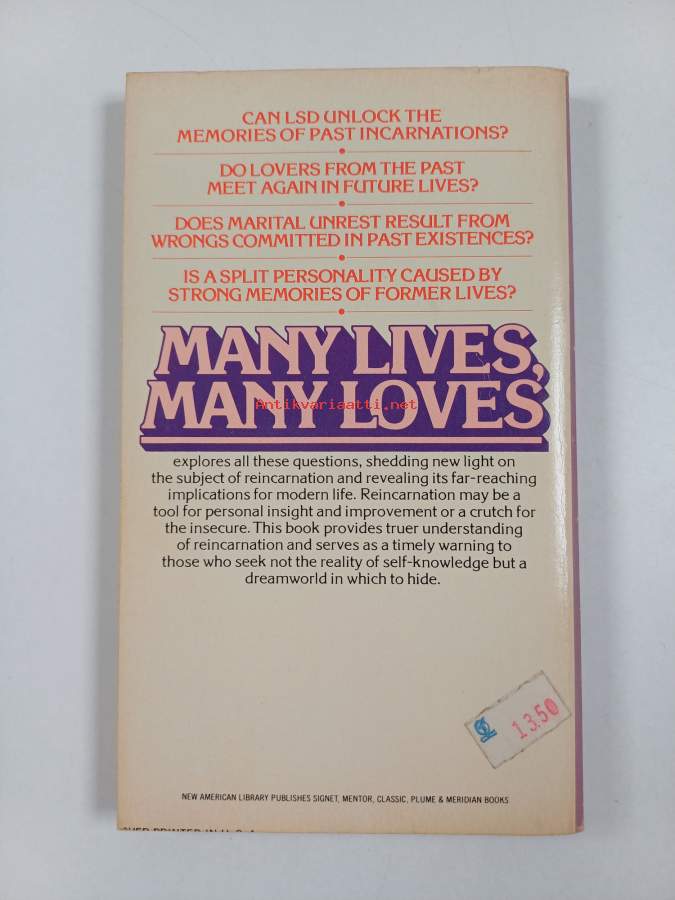 CAN LSD UNLOCK THE
MEMORIES OF PAST INCARNATIONS?
DO LOVERS FROM THE PAST
MEET AGAIN IN FUTURE LIVES?
DOES MARITAL UNREST RESULT FROM
WRONGS COMMITTED IN PAST EXISTENCES?
IS A SPLIT PERSONALITY CAUSED BY
STRONG MEMORIES OF FORMER LIVES?
MANY LIVES,
MANY LOVES
Antikvariaatti.net
explores all these questions, shedding new light on
the subject of reincarnation and revealing its far-reaching
implications for modern life. Reincarnation may be a
tool for personal insight and improvement or a crutch for
the insecure. This book provides truer understanding
of reincarnation and serves as a timely warning to
those who seek not the reality of self-knowledge but a
dreamworld in which to hide.
13.50
NEW AMERICAN LIBRARY PUBLISHES SIGNET, MENTOR, CLASSIC, PLUME & MERIDIAN BOOKS
PRINTED IN U.S.A.